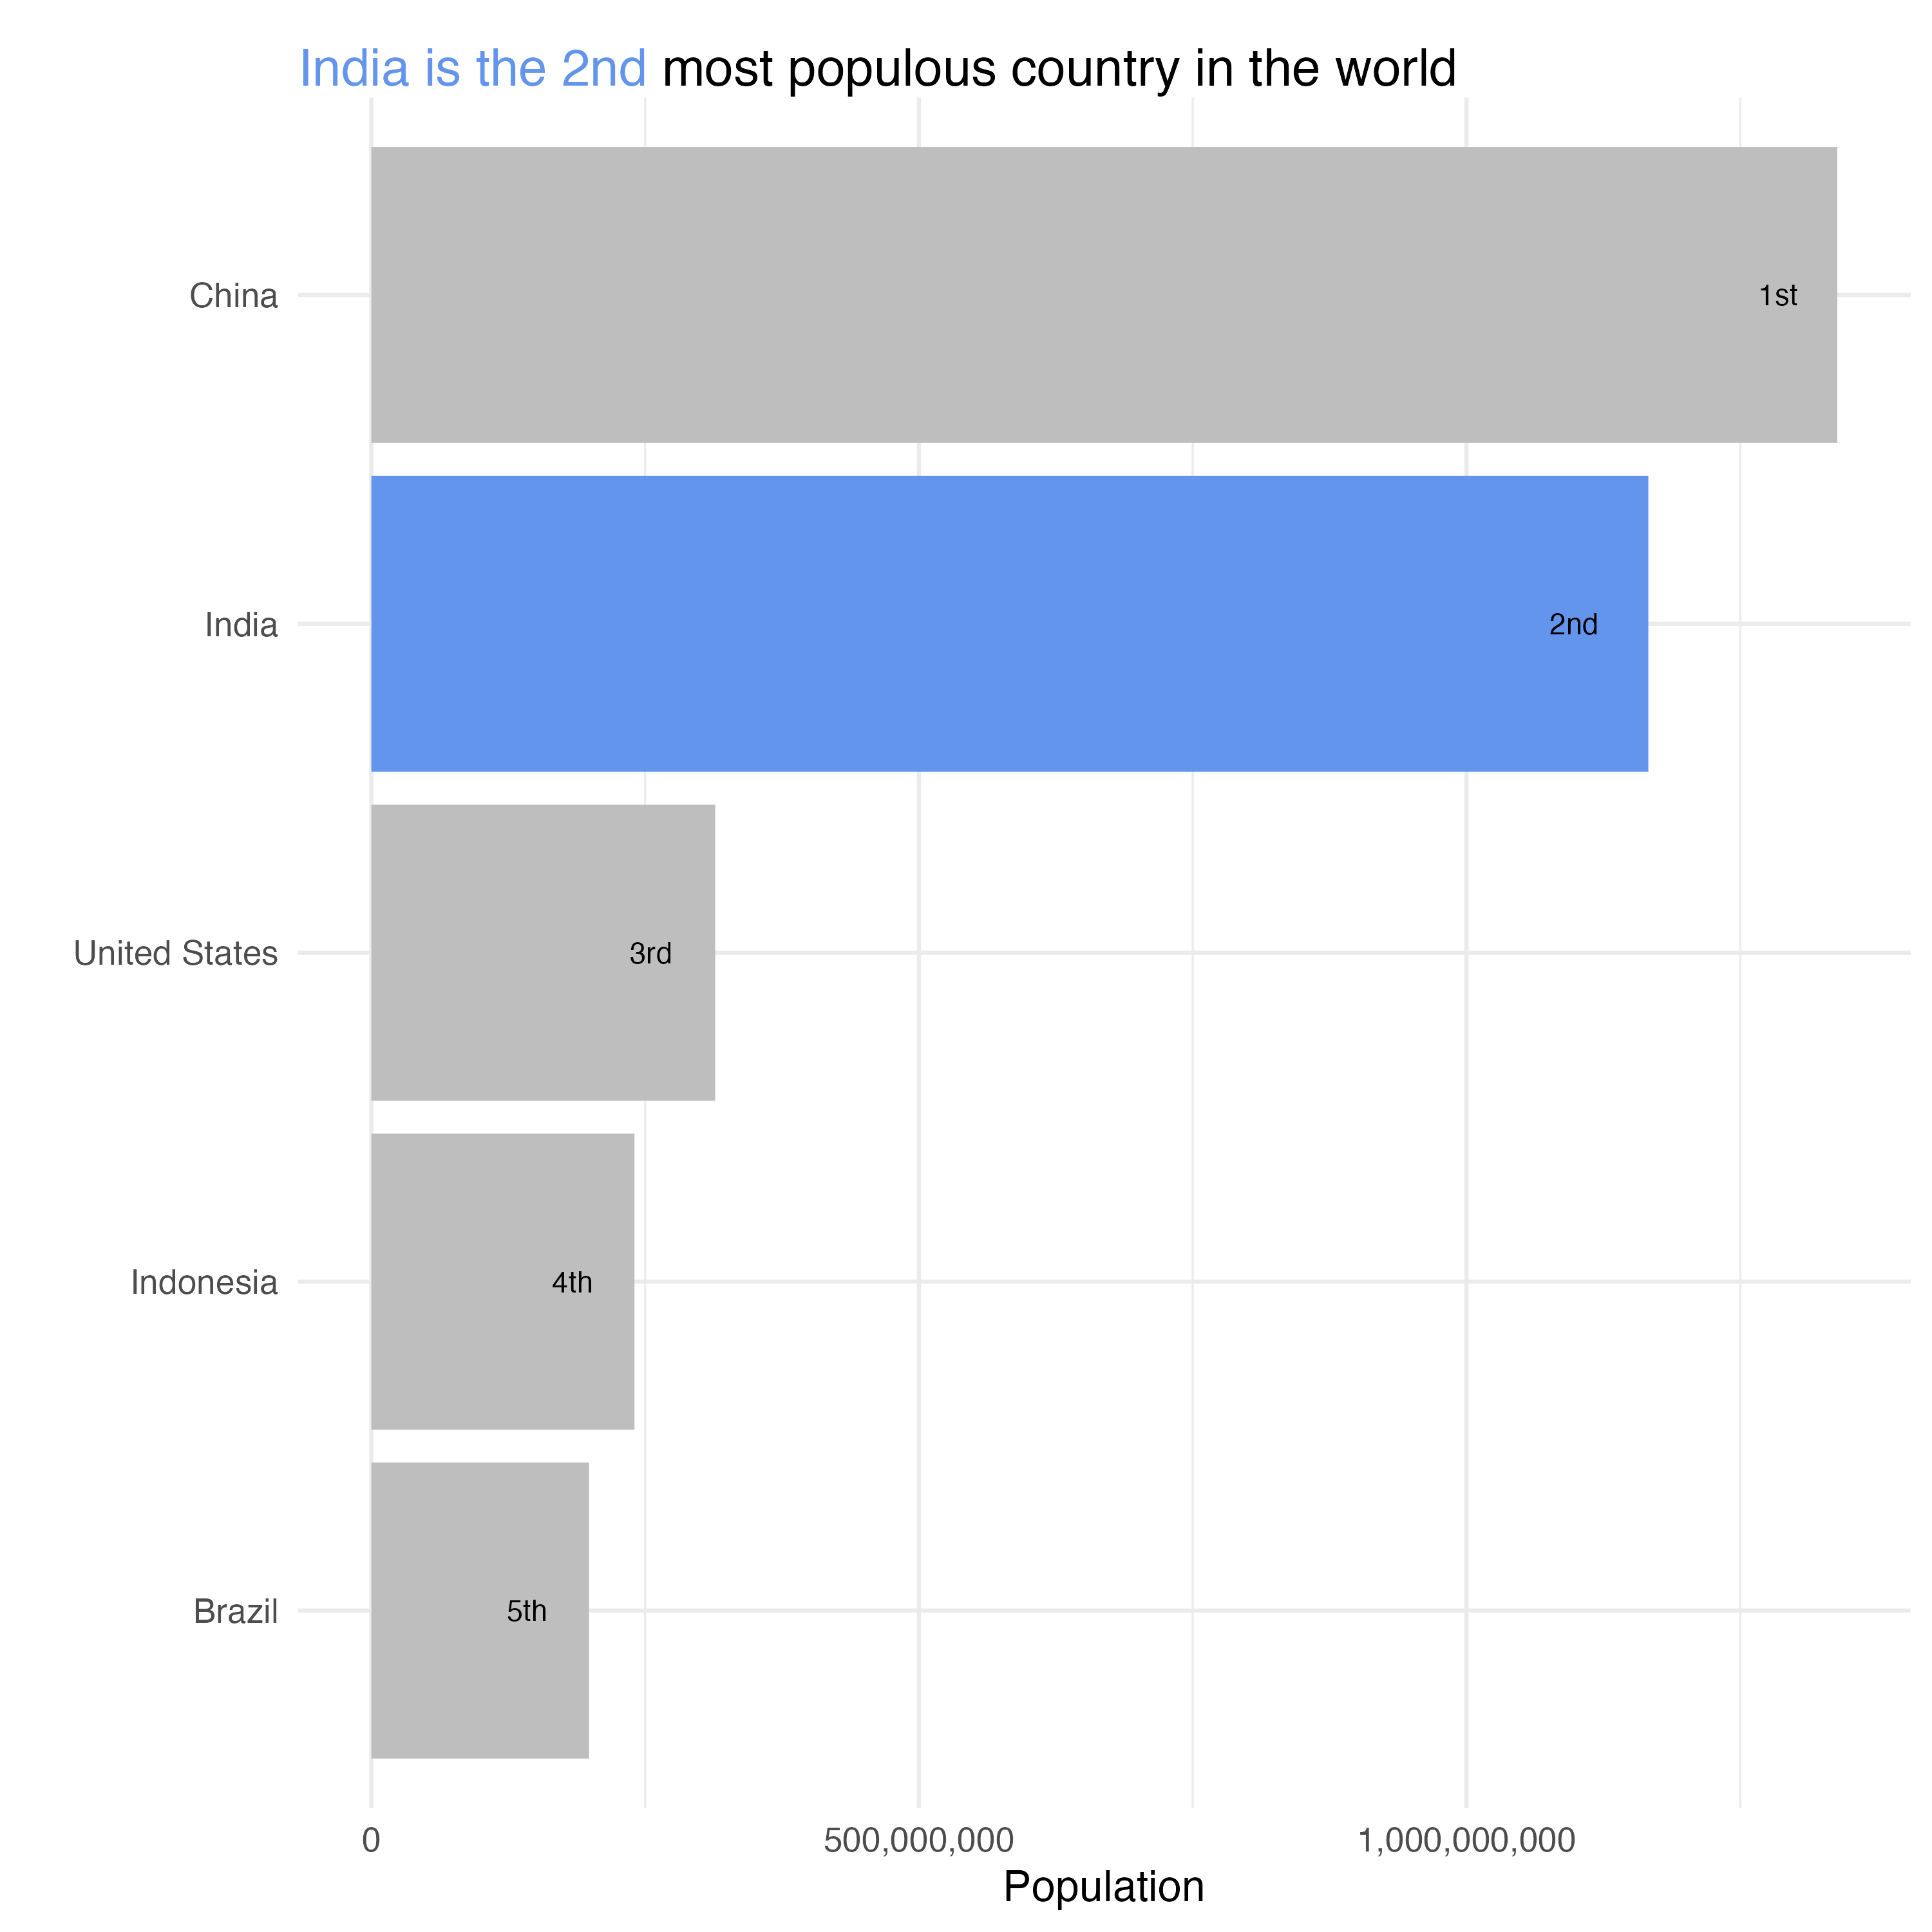 India is the 2nd most populous country in the world
China
1st
India
2nd
United States
3rd
Indonesia
4th
Brazil
5th
0
500,000,000
1,000,000,000
Population